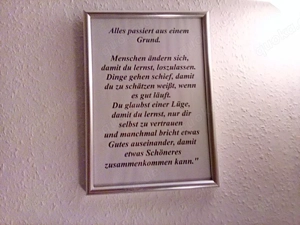 Alles passiert aus einem
Grund.
Menschen ändern sich,
damit du lernst, loszulassen.
Dinge gehen schief, damit
du zu schätzen weißt, wenn
es gut läuft.
Du glaubst einer Lüge,
damit du lernst, nur dir
selbst zu vertrauen
und manchmal bricht etwas
Gutes auseinander, damit
etwas Schöneres
zusammenkommen kann."